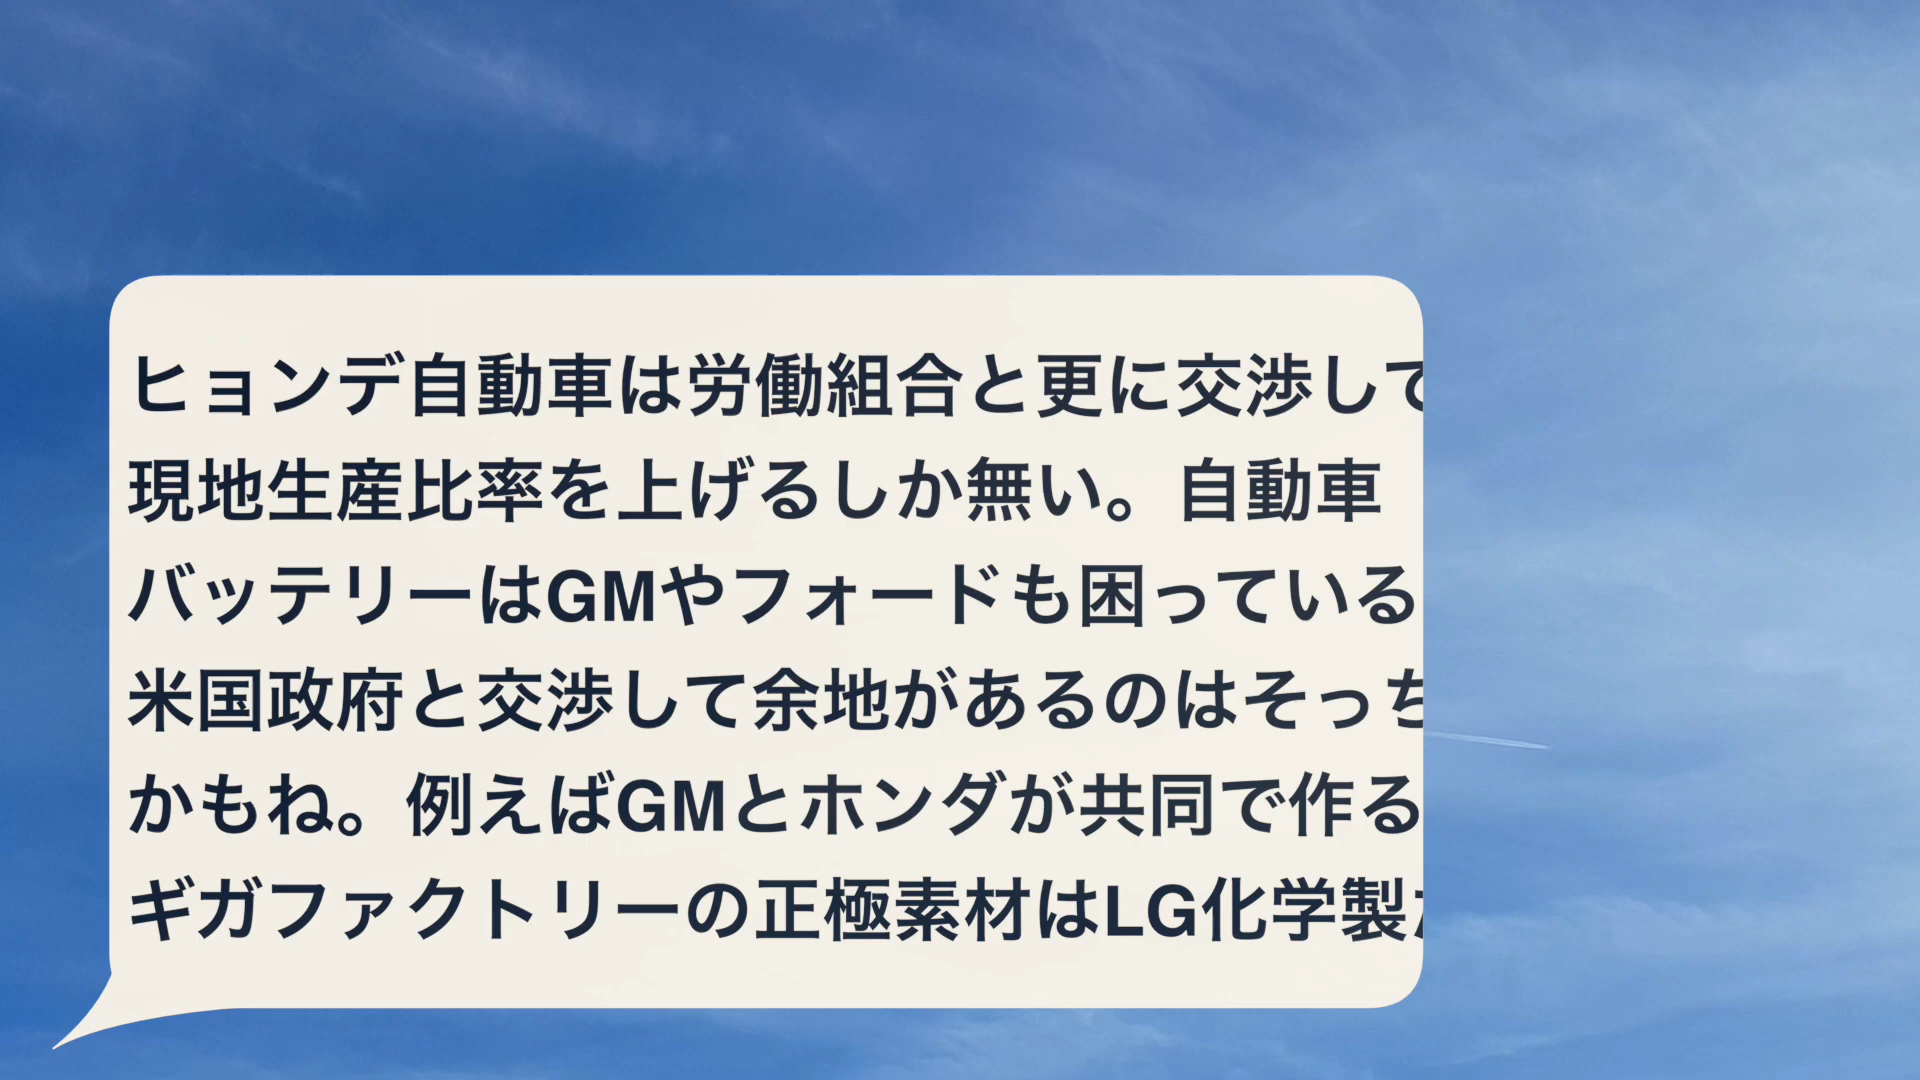 ヒョンデ自動車は労働組合と更に交渉して
現地生産比率を上げるしか無い。自動車
バッテリーはGMやフォードも困っている
米国政府と交渉して余地があるのはそっち
かもね。例えばGMとホンダが共同で作る
ギガファクトリーの正極素材はLG化学製